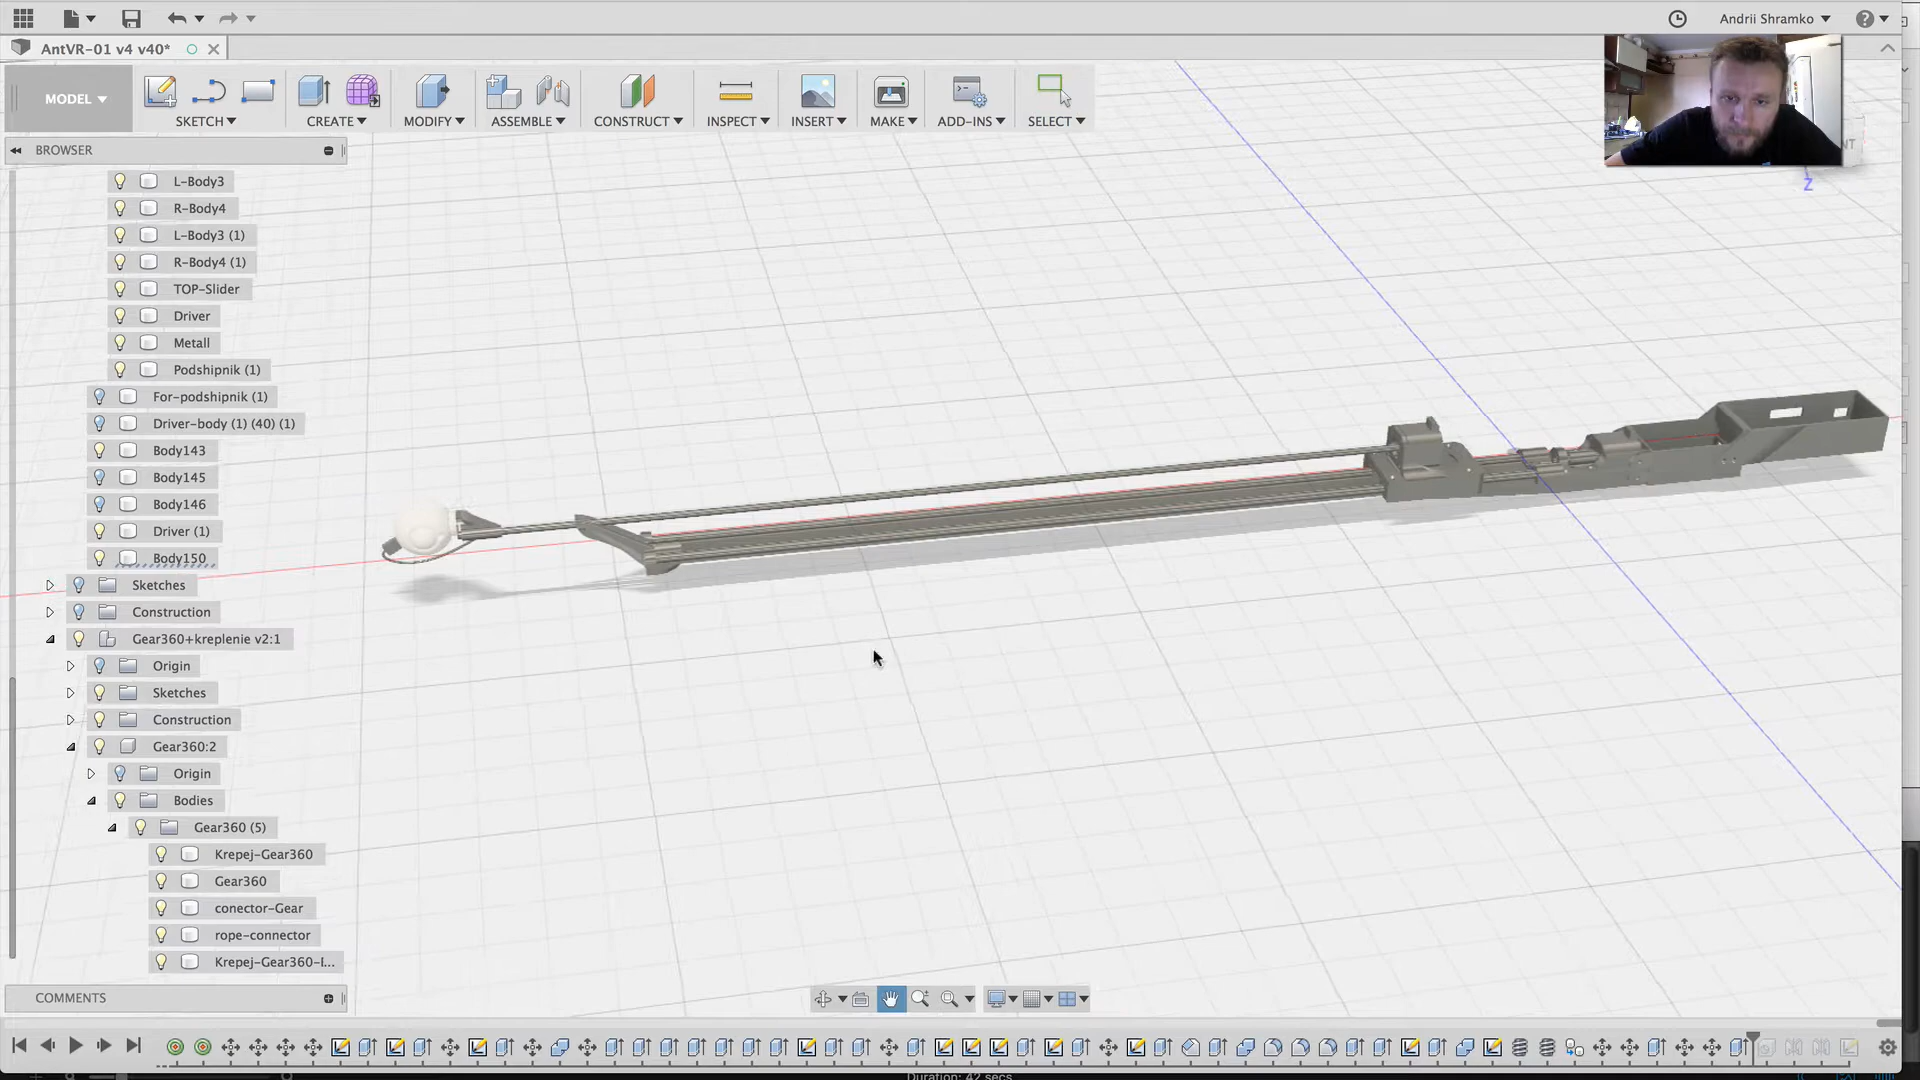 Andrii Shramko
AntVR-01 v4 v40*
MODEL
SKETCH
CREATE
MODIFY
ASSEMBLE
CONSTRUCT
INSPECT
INSERT
MAKE
ADD-INS
SELECT
BROWSER
Z
L-Body3
R-Body4
L-Body3 (1)
R-Body4 (1)
TOP-Slider
Driver
Metall
Podshipnik (1)
For-podshipnik (1)
Driver-body (1) (40) (1)
Body143
Body145
Body146
Driver (1)
Body150
Sketches
Construction
Gear360+kreplenie v2:1
Origin
Sketches
Construction
Gear360:2
Origin
Bodies
Gear360 (5)
Krepej-Gear360
Gear360
conector-Gear
rope-connector
Krepej-Gear360-I...
COMMENTS
Duration: 42 secs